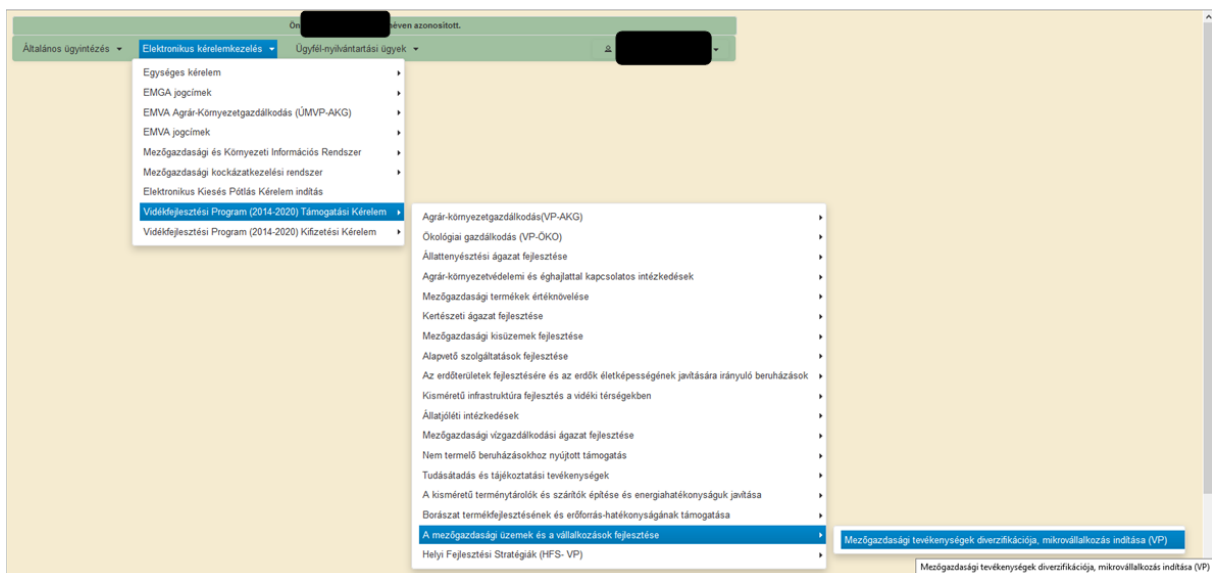 Ön néven azonosított.
Általános ügyintézés Elektronikus kérelemkezelés Ügyfél-nyilvántartási ügyek
Egységes kérelem
EMGA jogcímek
EMVA Agrár-Környezetgazdálkodás (ÚMVP-AKG)
EMVA jogcímek
Mezőgazdasági és Környezeti Információs Rendszer
Mezőgazdasági kockázatkezelési rendszer
Elektronikus Kiesés Pótlás Kérelem indítás
Vidékfejlesztési Program (2014-2020) Támogatási Kérelem
Vidékfejlesztési Program (2014-2020) Kifizetési Kérelem
Agrár-környezetgazdálkodás(VP-AKG)
Ökológiai gazdálkodás (VP-ÖKO)
Állattenyésztési ágazat fejlesztése
Agrár-környezetvédelemi és éghajlattal kapcsolatos intézkedések
Mezőgazdasági termékek értéknövelése
Kertészeti ágazat fejlesztése
Mezőgazdasági kisüzemek fejlesztése
Alapvető szolgáltatások fejlesztése
Az erdőterületek fejlesztésére és az erdők életképességének javítására irányuló beruházások
Kisméretű infrastruktúra fejlesztés a vidéki térségekben
Állatjóléti intézkedések
Mezőgazdasági vízgazdálkodási ágazat fejlesztése
Nem termelő beruházásokhoz nyújtott támogatás
Tudásátadás és tájékoztatási tevékenységek
A kisméretű terménytárolók és szárítók építése és energiahatékonyságuk javítása
Borászat termékfejlesztésének és erőforrás-hatékonyságának támogatása
A mezőgazdasági üzemek és a vállalkozások fejlesztése
Mezőgazdasági tevékenységek diverzifikációja, mikrovállalkozás indítása (VP)
Helyi Fejlesztési Stratégiák (HFS- VP)
Mezőgazdasági tevékenységek diverzifikációja, mikrovállalkozás indítása (VP)